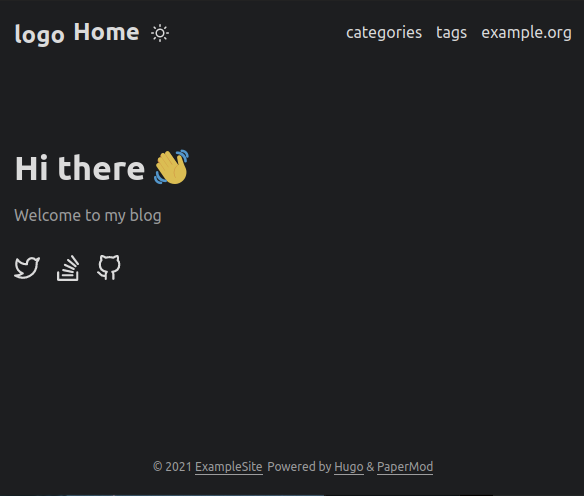 logo Home categories tags example.org
Hi there 👋
Welcome to my blog
© 2021 ExampleSite Powered by Hugo & PaperMod